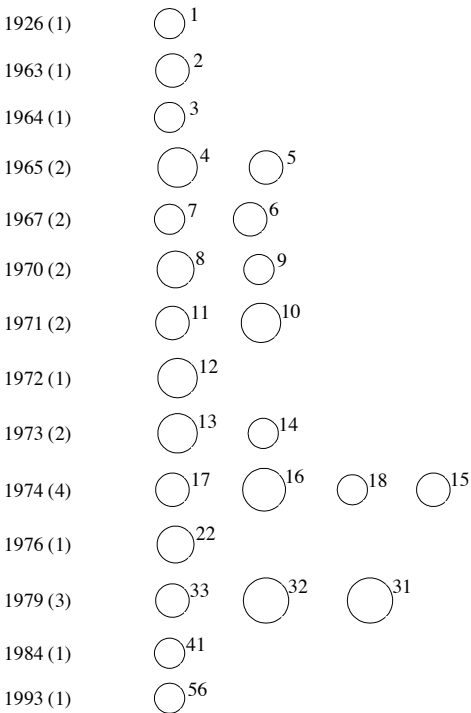 1926 (1) 1
1963 (1) 2
1964 (1) 3
1965 (2) 4 5
1967 (2) 7 6
1970 (2) 8 9
1971 (2) 11 10
1972 (1) 12
1973 (2) 13 14
1974 (4) 17 16 18 15
1976 (1) 22
1979 (3) 33 32 31
1984 (1) 41
1993 (1) 56